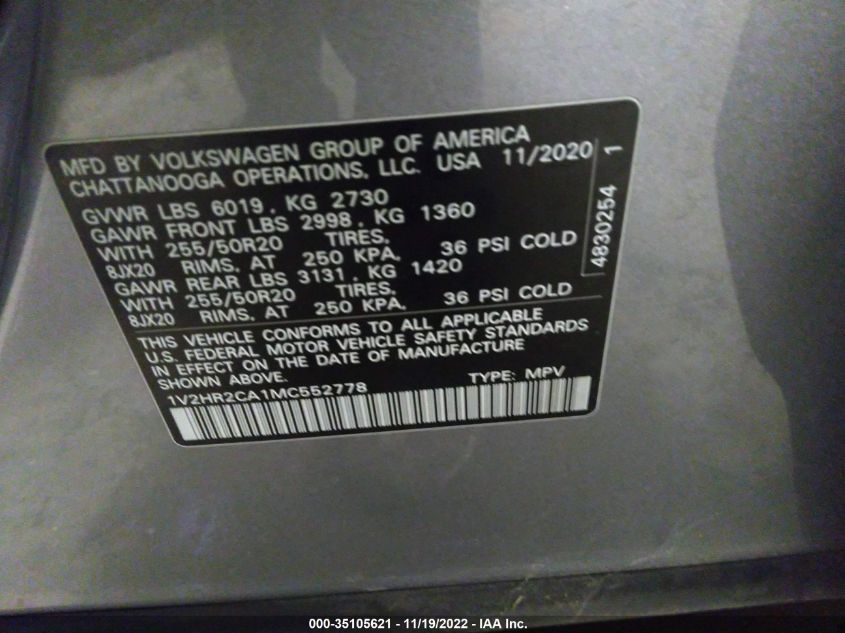 MFD BY VOLKSWAGEN GROUP OF AMERICA
CHATTANOOGA OPERATIONS, LLC. USA 11/2020
GVWR LBS 6019 , KG 2730
GAWR FRONT LBS 2998 , KG 1360
WITH 255/50R20 TIRES,
8JX20 RIMS, AT 250 KPA, 36 PSI COLD
GAWR REAR LBS 3131 , KG 1420
WITH 255/50R20 TIRES,
8JX20 RIMS, AT 250 KPA, 36 PSI COLD
THIS VEHICLE CONFORMS TO ALL APPLICABLE
U.S. FEDERAL MOTOR VEHICLE SAFETY STANDARDS
IN EFFECT ON THE DATE OF MANUFACTURE
SHOWN ABOVE.
1V2HR2CA1MC552778 TYPE: MPV
4830254 1
000-35105621 - 11/19/2022 - IAA Inc.